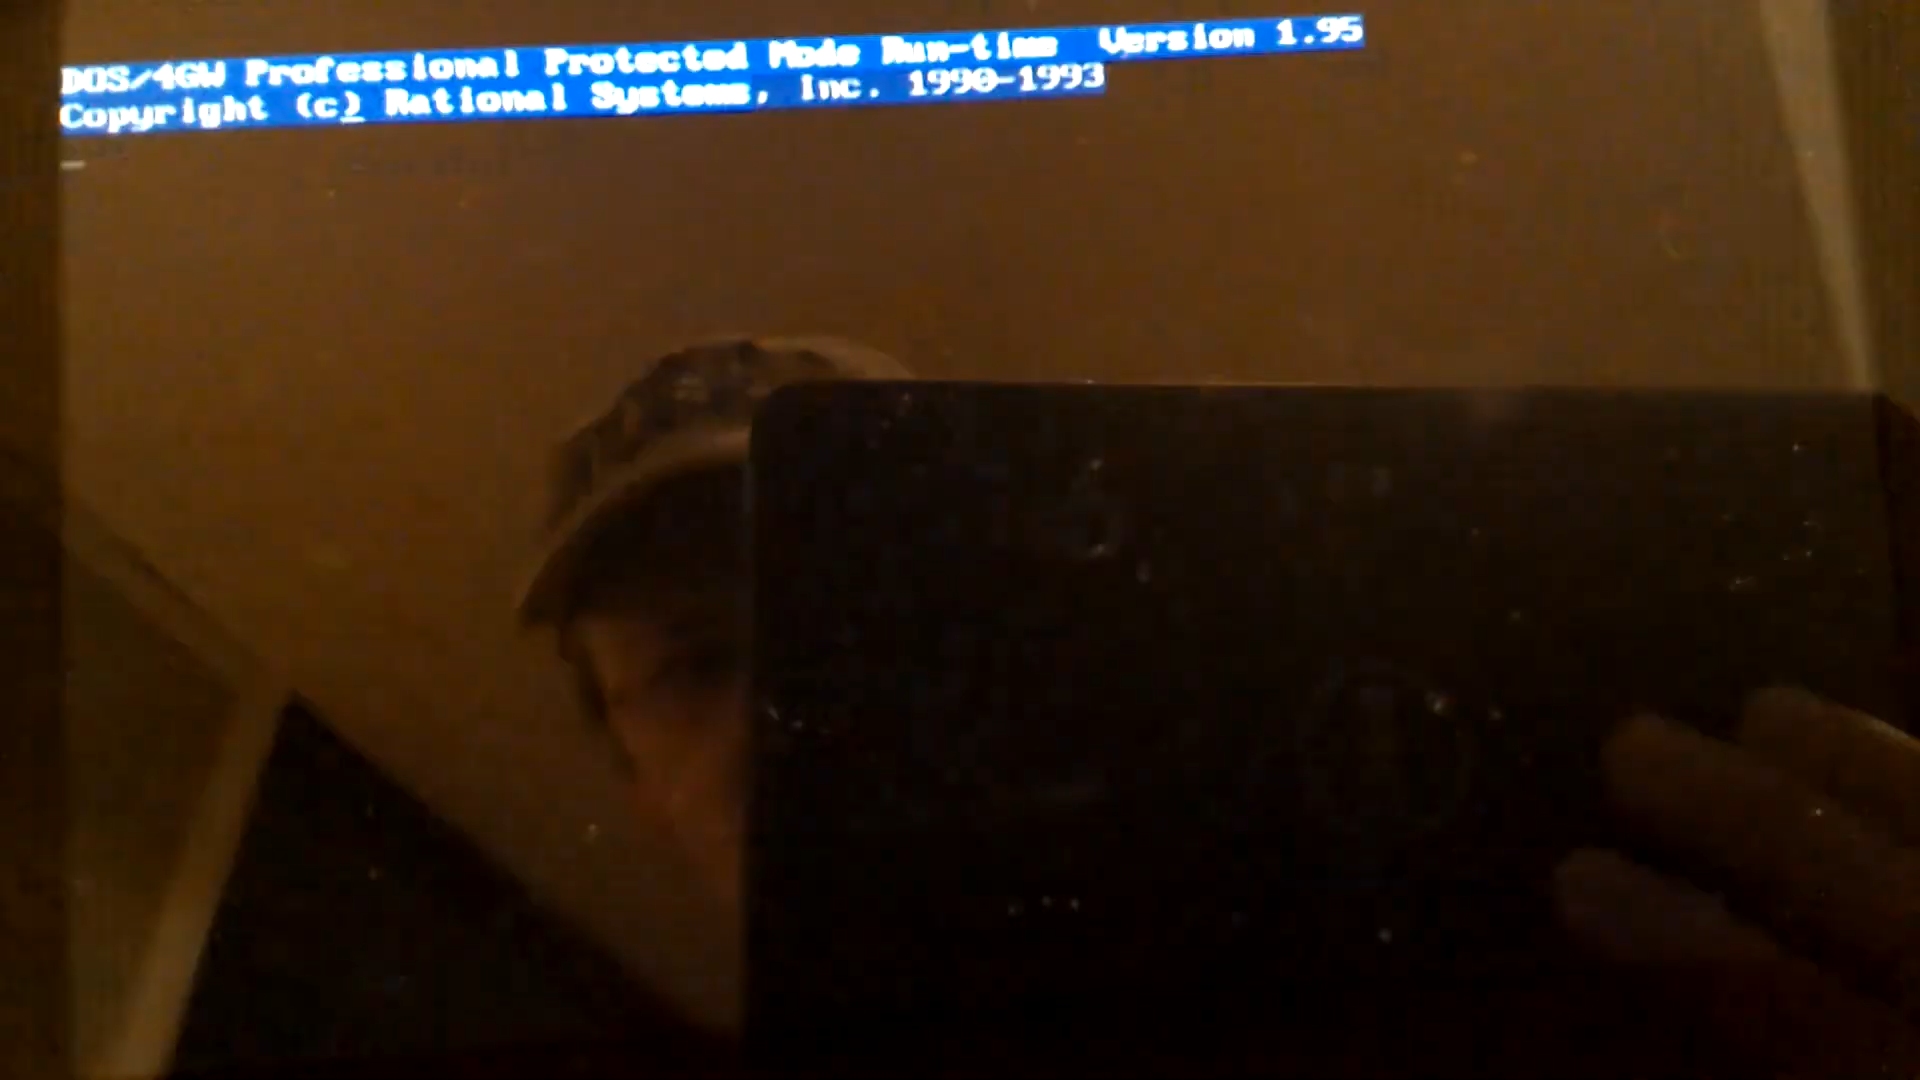 DOS/4GW Professional Protected Mode Run-time  Version 1.95
Copyright (c) Rational Systems, Inc. 1990-1993